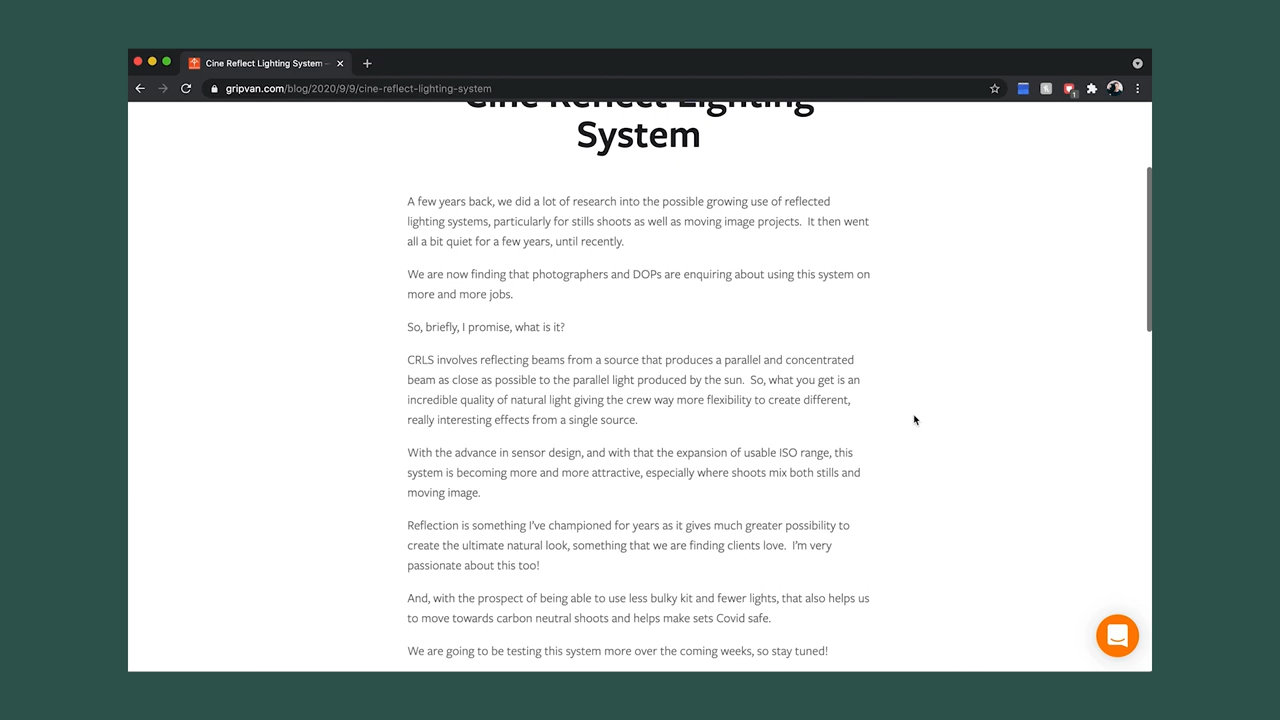 Cine Reflect Lighting System –
gripvan.com/blog/2020/9/9/cine-reflect-lighting-system
1
Cine Reflect Lighting
System
A few years back, we did a lot of research into the possible growing use of reflected
lighting systems, particularly for stills shoots as well as moving image projects.  It then went
all a bit quiet for a few years, until recently.
We are now finding that photographers and DOPs are enquiring about using this system on
more and more jobs.
So, briefly, I promise, what is it?
CRLS involves reflecting beams from a source that produces a parallel and concentrated
beam as close as possible to the parallel light produced by the sun.  So, what you get is an
incredible quality of natural light giving the crew way more flexibility to create different,
really interesting effects from a single source.
With the advance in sensor design, and with that the expansion of usable ISO range, this
system is becoming more and more attractive, especially where shoots mix both stills and
moving image.
Reflection is something I’ve championed for years as it gives much greater possibility to
create the ultimate natural look, something that we are finding clients love.  I’m very
passionate about this too!
And, with the prospect of being able to use less bulky kit and fewer lights, that also helps us
to move towards carbon neutral shoots and helps make sets Covid safe.
We are going to be testing this system more over the coming weeks, so stay tuned!